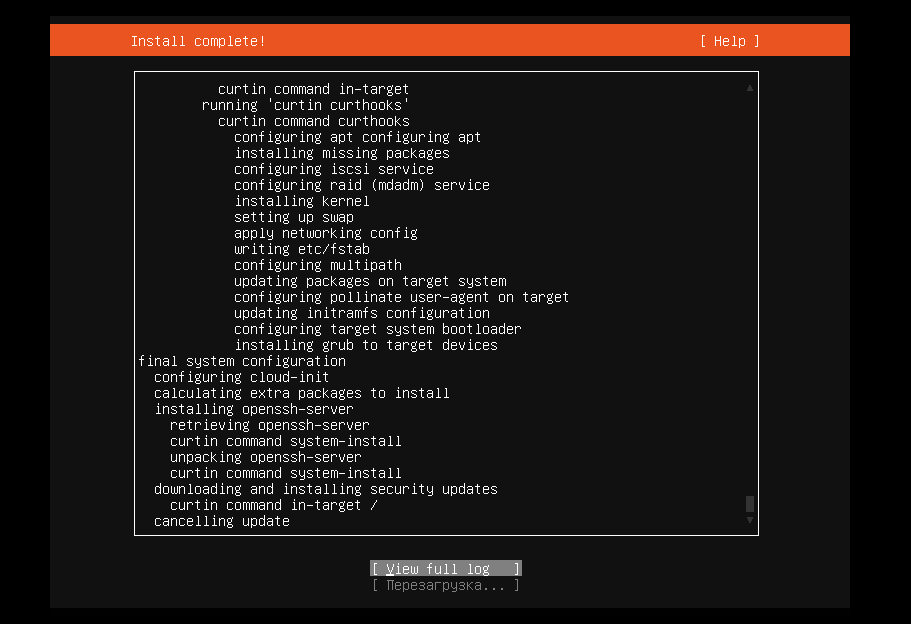 Install complete!
[ Help ]
curtin command in-target
running 'curtin curthooks'
curtin command curthooks
configuring apt configuring apt
installing missing packages
configuring iscsi service
configuring raid (mdadm) service
installing kernel
setting up swap
apply networking config
writing etc/fstab
configuring multipath
updating packages on target system
configuring pollinate user-agent on target
updating initramfs configuration
configuring target system bootloader
installing grub to target devices
final system configuration
configuring cloud-init
calculating extra packages to install
installing openssh-server
retrieving openssh-server
curtin command system-install
unpacking openssh-server
curtin command system-install
downloading and installing security updates
curtin command in-target /
cancelling update
[ View full log ]
[ Перезагрузка... ]